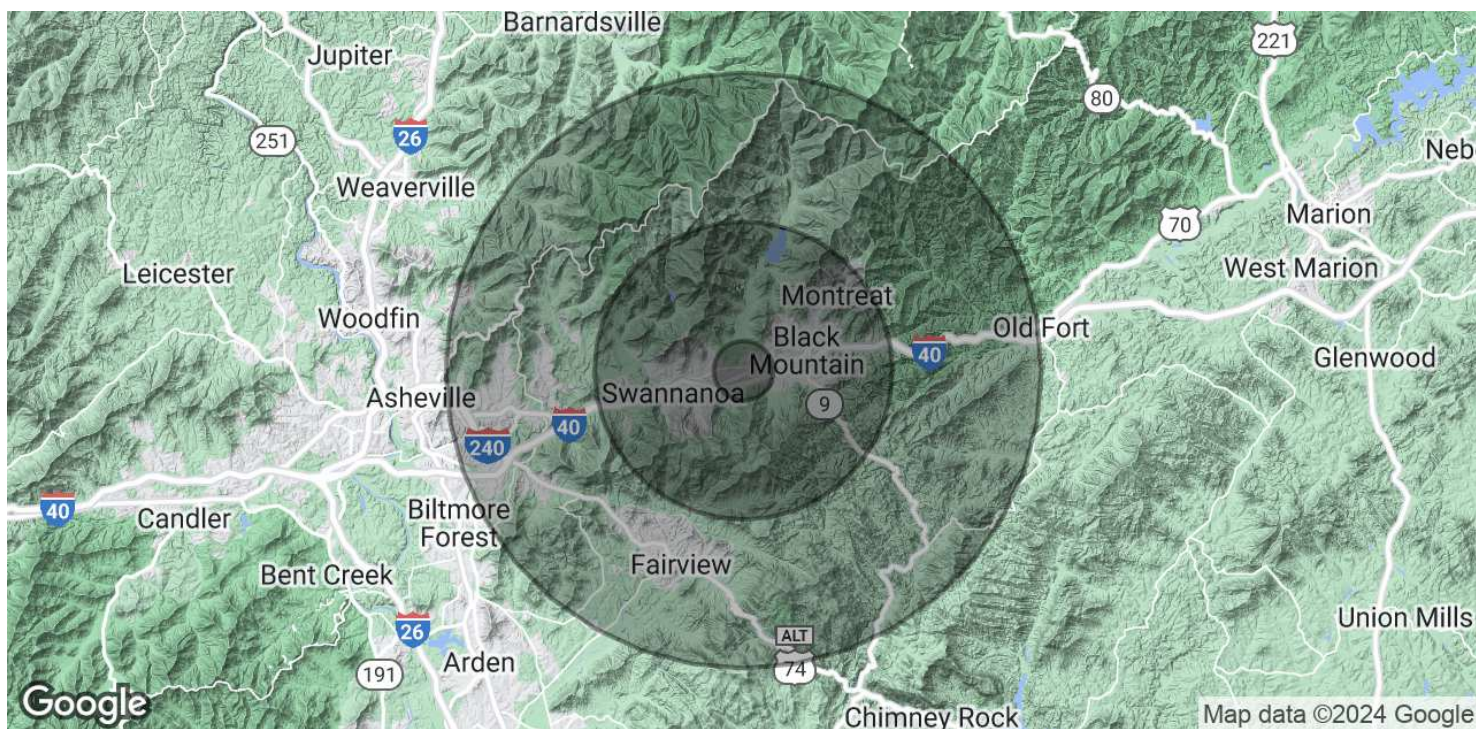 Barnardsville
Jupiter
221
80
251
26
Neb
Weaverville
Marion
70
Leicester
West Marion
Montreat
Woodfin
Old Fort
Black
Mountain
40
Glenwood
Asheville
Swannanoa
9
40
240
40
Candler
Biltmore
Forest
Fairview
Bent Creek
26
ALT
74
Union Mills
191
Arden
Google
Chimney Rock
Map data ©2024 Google